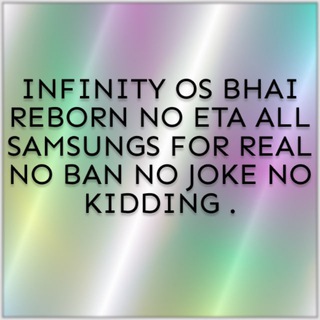 INFINITY OS BHAI
REBORN NO ETA ALL
SAMSUNGS FOR REAL
NO BAN NO JOKE NO
KIDDING .